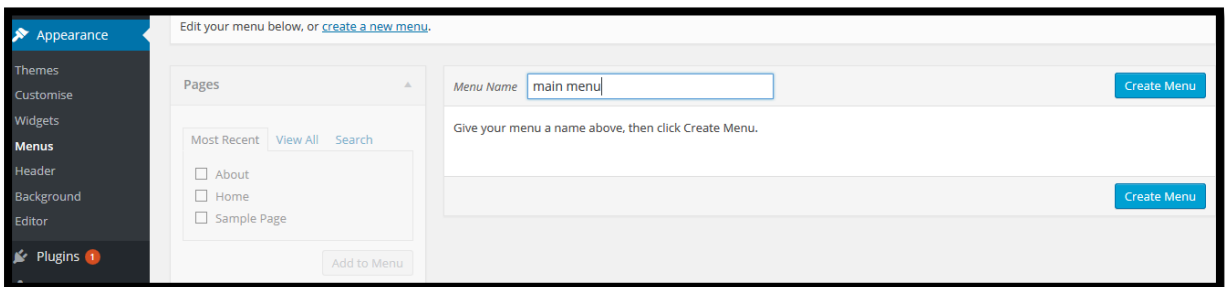 Appearance
Themes
Customise
Widgets
Menus
Header
Background
Editor
Plugins 1
Edit your menu below, or create a new menu.
Pages
Most Recent View All Search
About
Home
Sample Page
Add to Menu
Menu Name main menu Create Menu
Give your menu a name above, then click Create Menu.
Create Menu